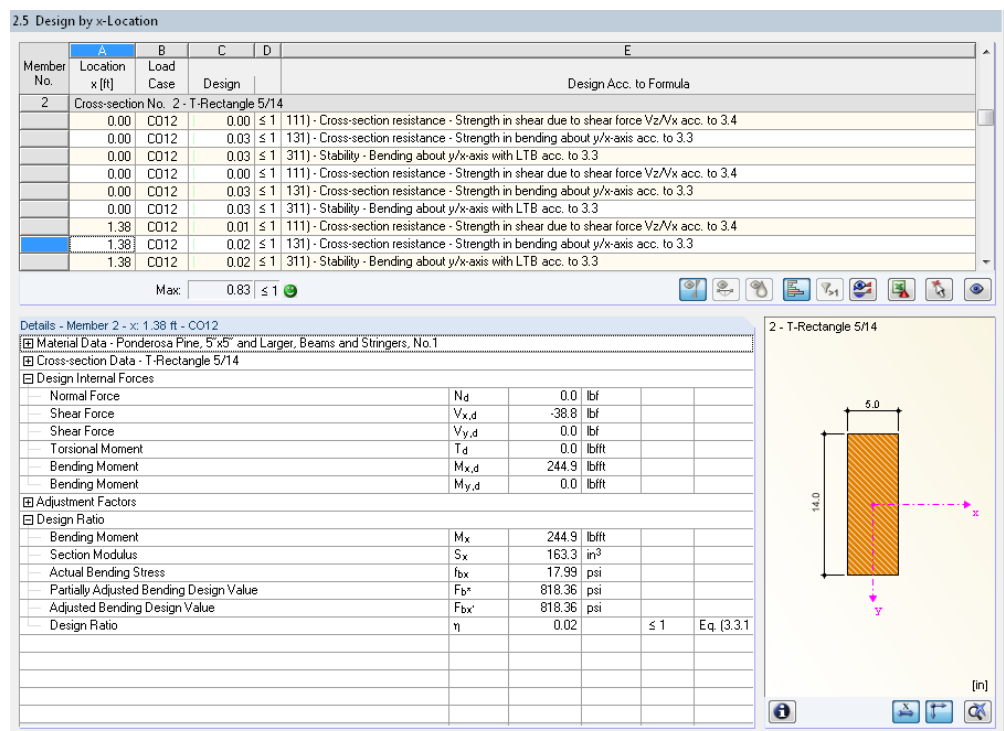 2.5 Design by x-Location
A B C D E
Member Location Load
No. x [ft] Case Design Design Acc. to Formula
2 Cross-section No. 2 - T-Rectangle 5/14
0.00 CO12 0.00 ≤ 1 111) - Cross-section resistance - Strength in shear due to shear force Vz/Vx acc. to 3.4
0.00 CO12 0.03 ≤ 1 131) - Cross-section resistance - Strength in bending about y/x-axis acc. to 3.3
0.00 CO12 0.03 ≤ 1 311) - Stability - Bending about y/x-axis with LTB acc. to 3.3
0.00 CO12 0.00 ≤ 1 111) - Cross-section resistance - Strength in shear due to shear force Vz/Vx acc. to 3.4
0.00 CO12 0.03 ≤ 1 131) - Cross-section resistance - Strength in bending about y/x-axis acc. to 3.3
0.00 CO12 0.03 ≤ 1 311) - Stability - Bending about y/x-axis with LTB acc. to 3.3
1.38 CO12 0.01 ≤ 1 111) - Cross-section resistance - Strength in shear due to shear force Vz/Vx acc. to 3.4
1.38 CO12 0.02 ≤ 1 131) - Cross-section resistance - Strength in bending about y/x-axis acc. to 3.3
1.38 CO12 0.02 ≤ 1 311) - Stability - Bending about y/x-axis with LTB acc. to 3.3
Max: 0.83 ≤ 1
Details - Member 2 - x: 1.38 ft - CO12
Material Data - Ponderosa Pine, 5"x5" and Larger, Beams and Stringers, No.1
Cross-section Data - T-Rectangle 5/14
Design Internal Forces
Normal Force Nd 0.0 lbf
Shear Force Vx,d -38.8 lbf
Shear Force Vy,d 0.0 lbf
Torsional Moment Td 0.0 lbfft
Bending Moment Mx,d 244.9 lbfft
Bending Moment My,d 0.0 lbfft
Adjustment Factors
Design Ratio
Bending Moment Mx 244.9 lbfft
Section Modulus Sx 163.3 in3
Actual Bending Stress fbx 17.99 psi
Partially Adjusted Bending Design Value Fb* 818.36 psi
Adjusted Bending Design Value Fbx' 818.36 psi
Design Ratio η 0.02 ≤ 1 Eq. (3.3.1
2 - T-Rectangle 5/14
5.0
14.0
x
y
[in]